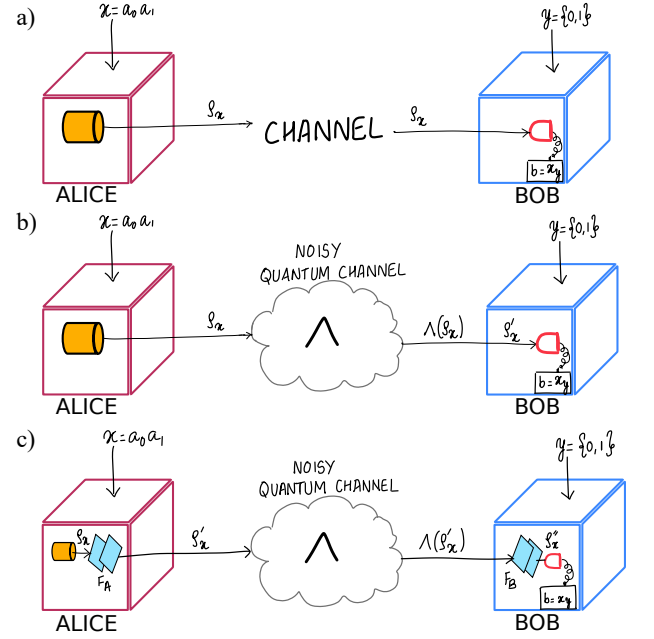 a)
x=a₀a₁
y={0,1}
ρₓ
CHANNEL
ρₓ
b=xᵧ
ALICE
BOB
b)
x=a₀a₁
y={0,1}
NOISY
QUANTUM CHANNEL
ρₓ
Λ
Λ(ρₓ)
ρ'ₓ
b=xᵧ
ALICE
BOB
c)
x=a₀a₁
y={0,1}
NOISY
QUANTUM CHANNEL
ρₓ
F_A
ρ'ₓ
Λ
Λ(ρ'ₓ)
F_B
ρ''ₓ
b=xᵧ
ALICE
BOB